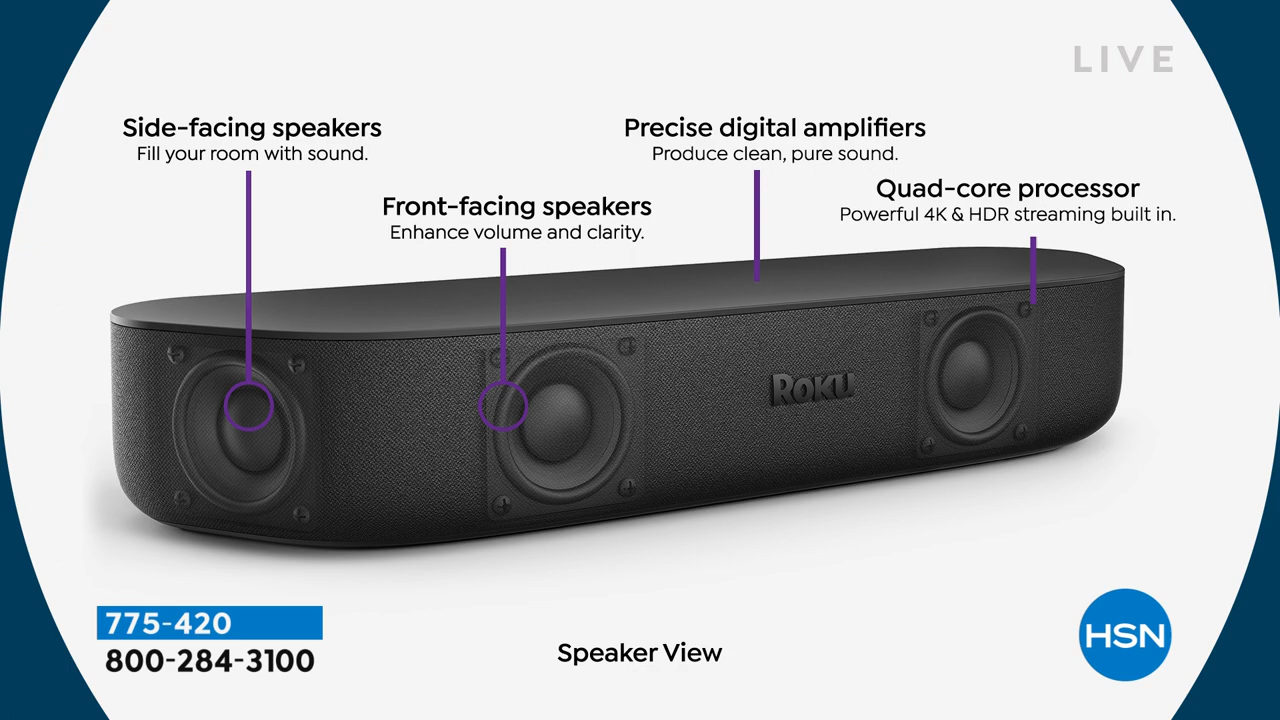 LIVE
Side-facing speakers
Fill your room with sound.
Precise digital amplifiers
Produce clean, pure sound.
Front-facing speakers
Enhance volume and clarity.
Quad-core processor
Powerful 4K & HDR streaming built in.
ROKU
775-420
800-284-3100
Speaker View
HSN